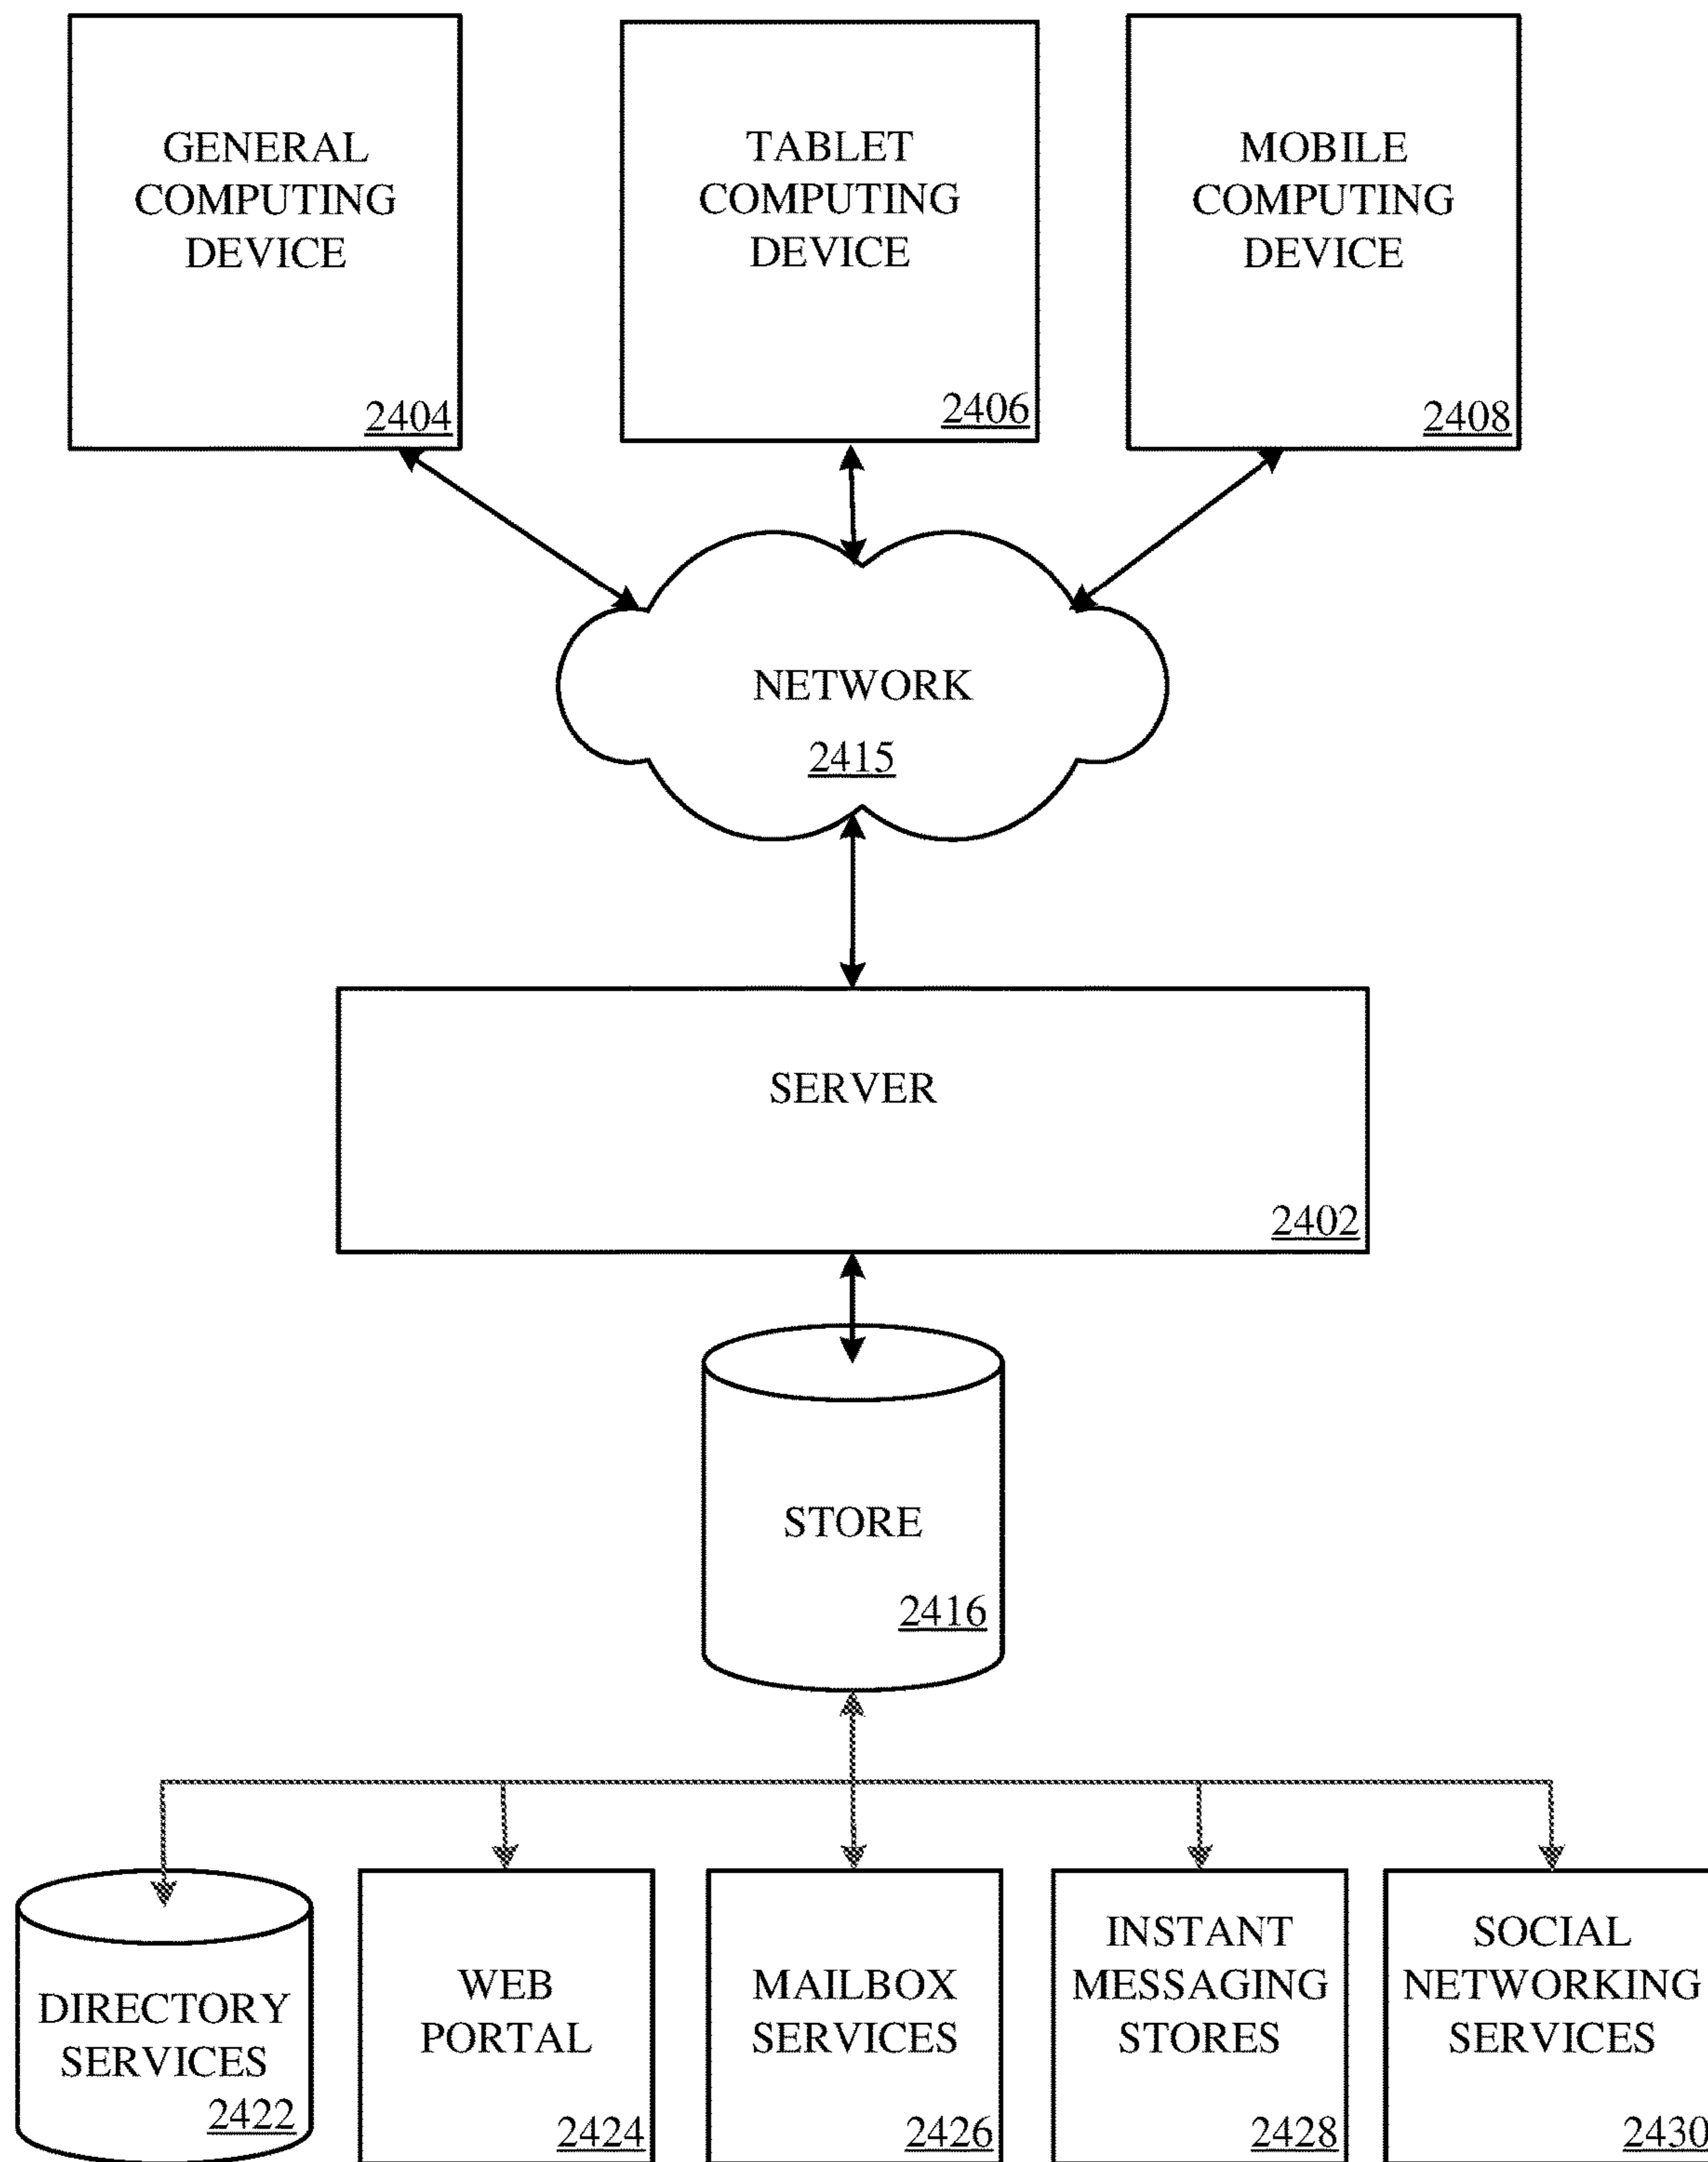 GENERAL
COMPUTING
DEVICE
2404
TABLET
COMPUTING
DEVICE
2406
MOBILE
COMPUTING
DEVICE
2408
NETWORK
2415
SERVER
2402
STORE
2416
DIRECTORY
SERVICES
2422
WEB
PORTAL
2424
MAILBOX
SERVICES
2426
INSTANT
MESSAGING
STORES
2428
SOCIAL
NETWORKING
SERVICES
2430